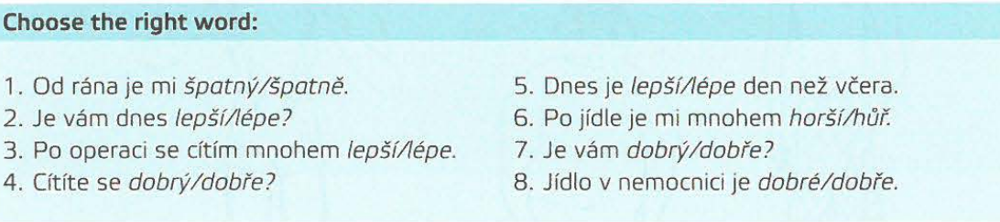 Choose the right word:
1. Od rána je mi špatný/špatně.
2. Je vám dnes lepší/lépe?
3. Po operaci se cítím mnohem lepší/lépe.
4. Cítíte se dobrý/dobře?
5. Dnes je lepší/lépe den než včera.
6. Po jídle je mi mnohem horší/hůř.
7. Je vám dobrý/dobře?
8. Jídlo v nemocnici je dobré/dobře.